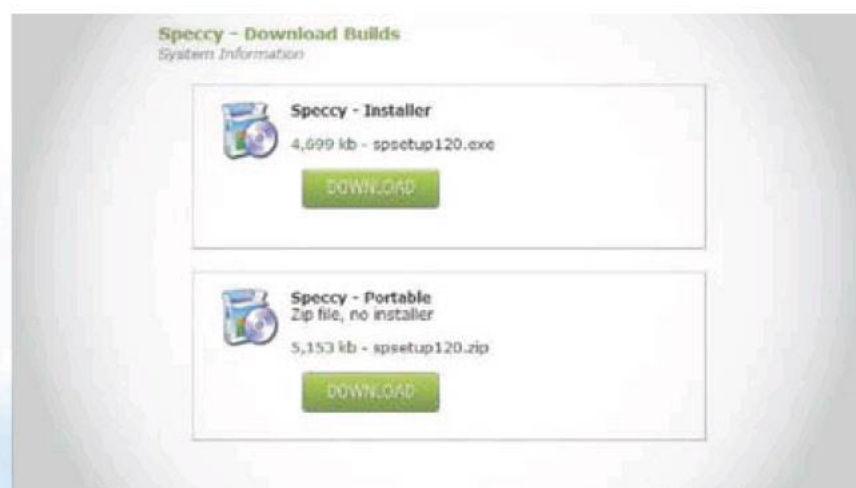 Speccy - Download Builds
System Information
Speccy - Installer
4,699 kb - spsetup120.exe
DOWNLOAD
Speccy - Portable
Zip file, no installer
5,153 kb - spsetup120.zip
DOWNLOAD